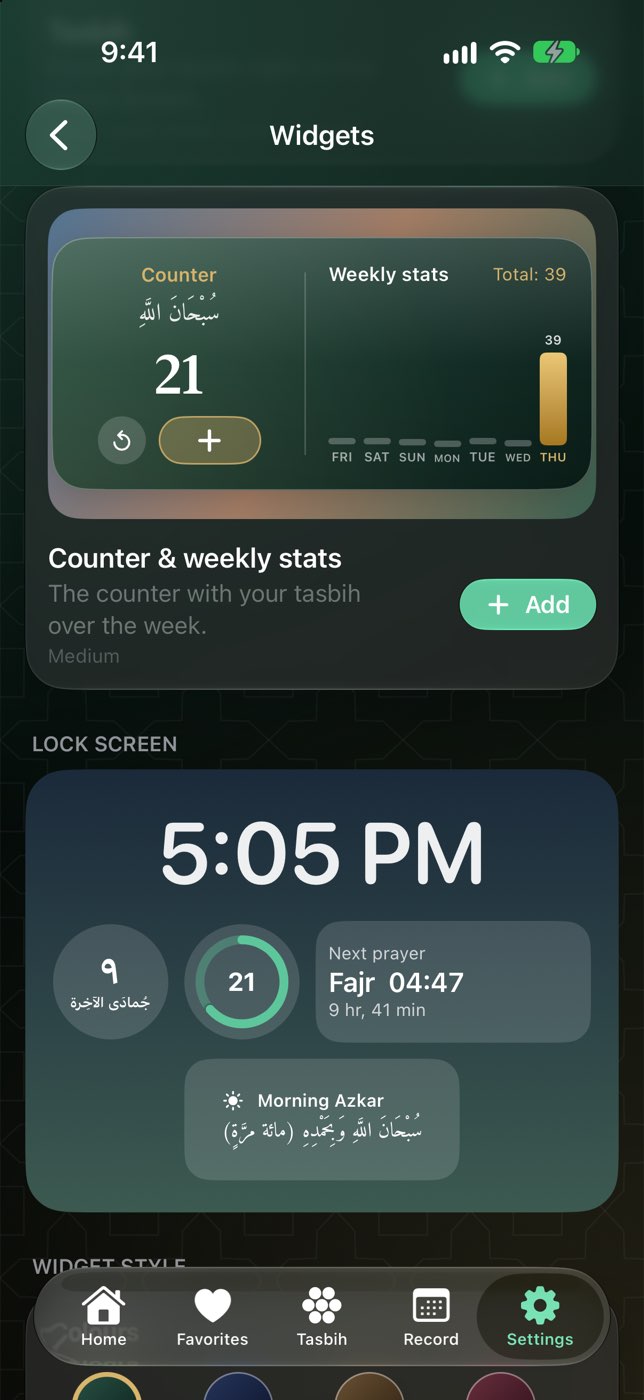 9:41
Widgets
Counter
سُبْحَانَ اللَّهِ
21
Weekly stats
Total: 39
39
FRI SAT SUN MON TUE WED THU
Counter & weekly stats
The counter with your tasbih
over the week.
Medium
+ Add
LOCK SCREEN
5:05 PM
٩
جُمادَى الآخِرة
21
Next prayer
Fajr 04:47
9 hr, 41 min
Morning Azkar
سُبْحَانَ اللَّهِ وَبِحَمْدِهِ (مائة مرَّةٍ)
WIDGET STYLE
Home
Favorites
Tasbih
Record
Settings